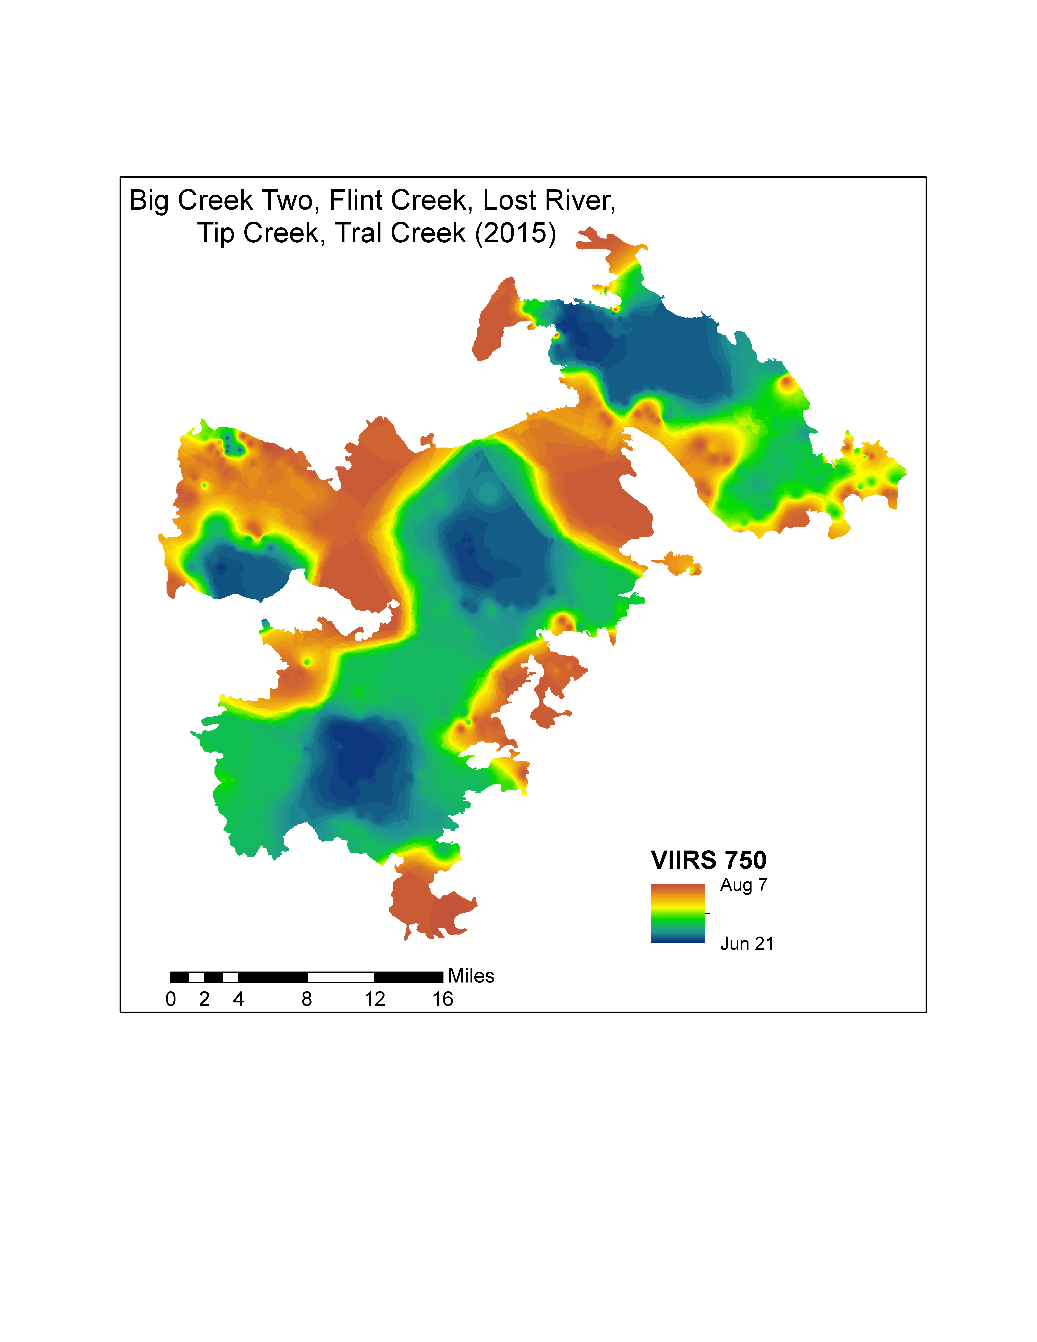 Big Creek Two, Flint Creek, Lost River,
Tip Creek, Tral Creek (2015)
VIIRS 750
Aug 7
Jun 21
Miles
0 2 4 8 12 16